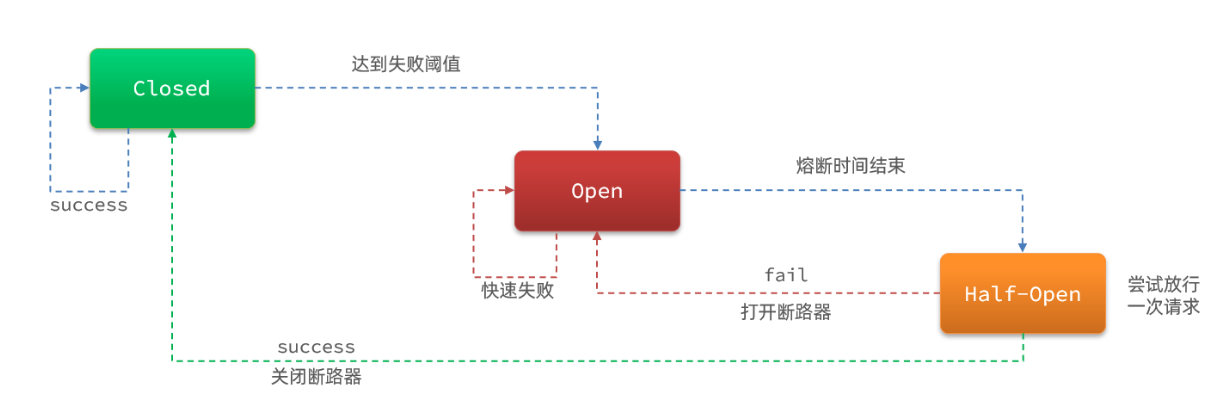 达到失败阈值
Closed
success
熔断时间结束
Open
快速失败
fail
打开断路器
Half-Open
尝试放行
一次请求
success
关闭断路器